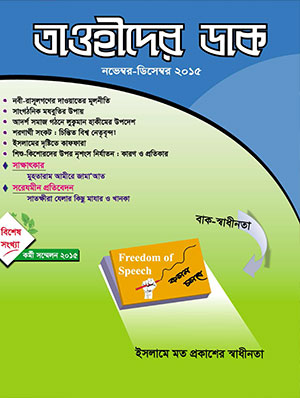 তাওহীদের ডাক
নভেম্বর-ডিসেম্বর ২০১৫
নবী-রাসূলগণের দাওয়াতের মূলনীতি
সাংগঠনিক মযবুতির উপায়
আদর্শ সমাজ গঠনে লুকমান হাকীমের উপদেশ
শরণার্থী সংকট : চিন্তিত বিশ্ব নেতৃবৃন্দ!
ইসলামের দৃষ্টিতে কাফফারা
শিশু-কিশোরদের উপর নৃশংস নির্যাতন : কারণ ও প্রতিকার
সাক্ষাৎকার
মুহতারাম আমীরে জামা'আত
সরেযমীন প্রতিবেদন
সাতক্ষীরা যেলার কিছু মাযার ও খানকা
বিশেষ
সংখ্যা
কর্মী সম্মেলন ২০১৫
বাক-স্বাধীনতা
Freedom of
Speech
ইসলামে মত প্রকাশের স্বাধীনতা